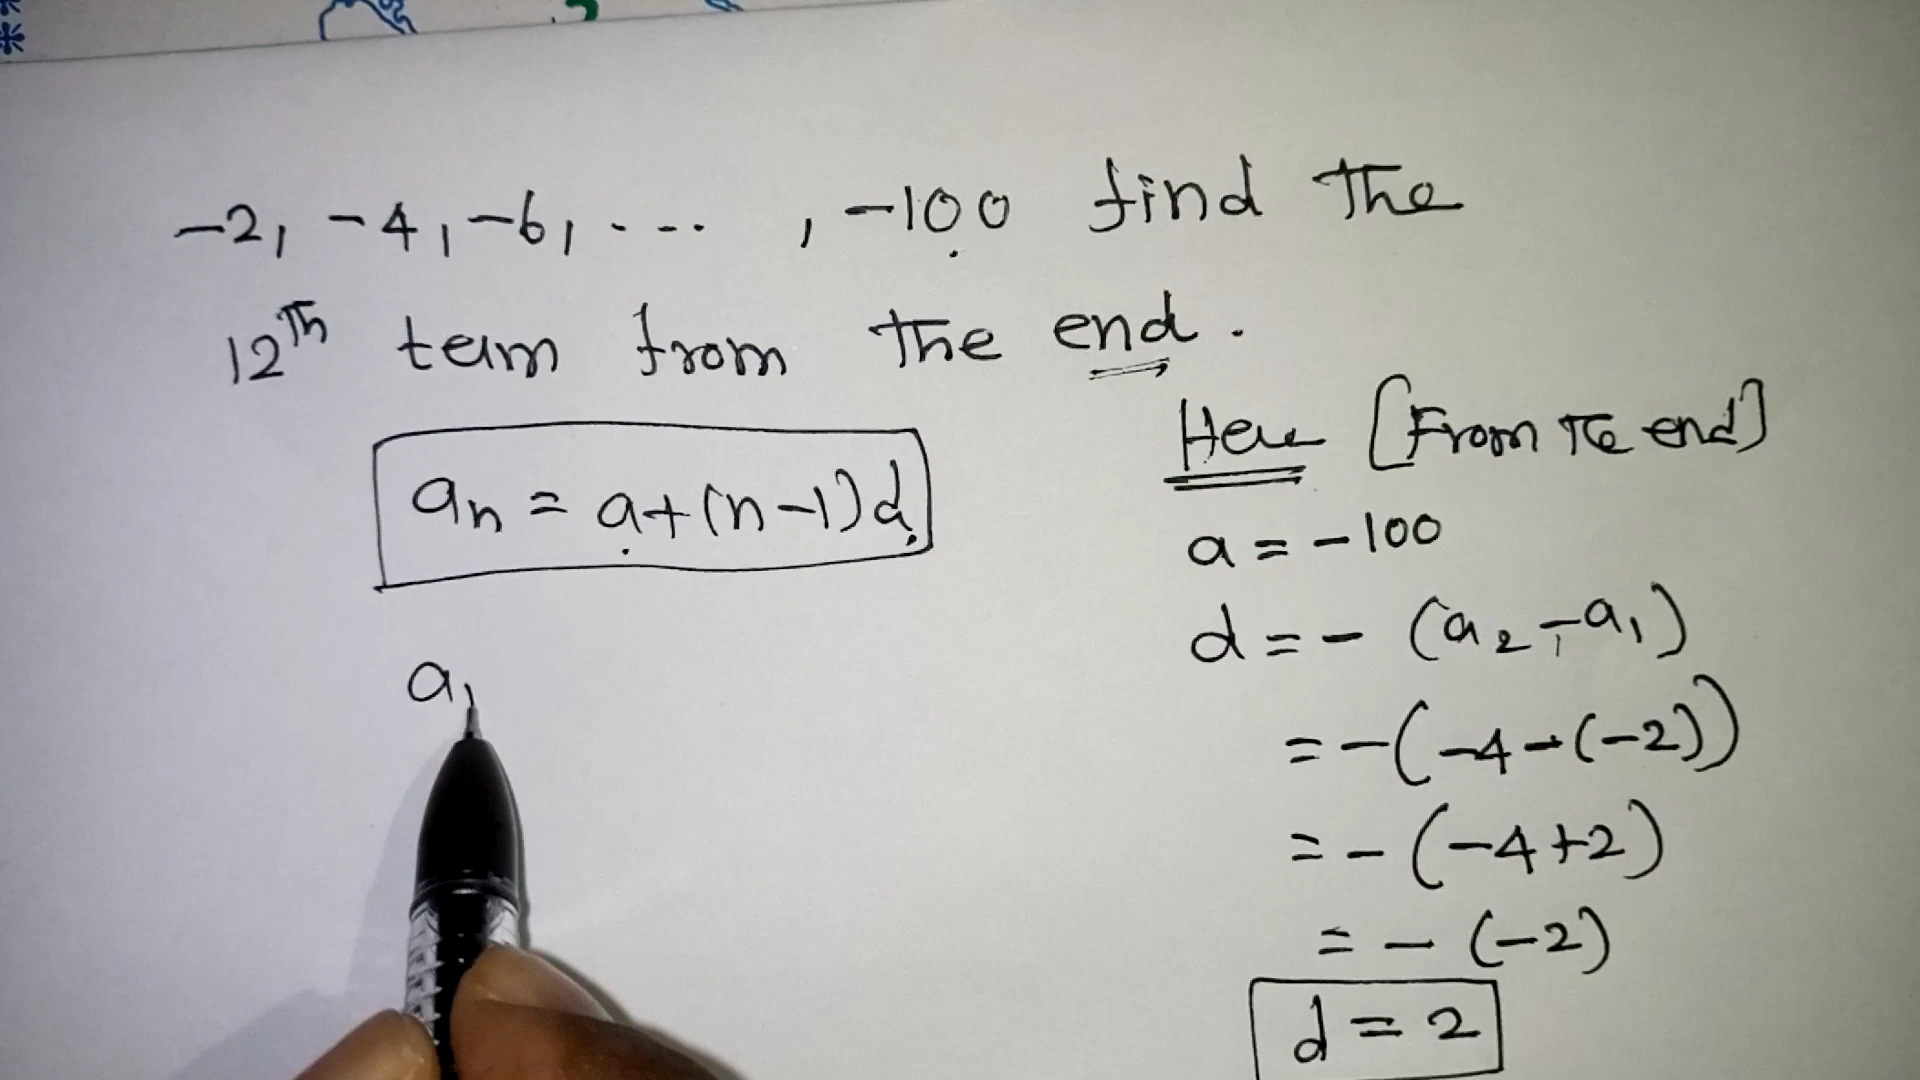 -2, -4, -6, . - - - , -100 find the
12Th term from the end.
an = a+(n-1)d
a1
Here [From the end]
a = -100
d = - (a2 - a1)
= -(-4-(-2))
= -(-4+2)
= -(-2)
d = 2